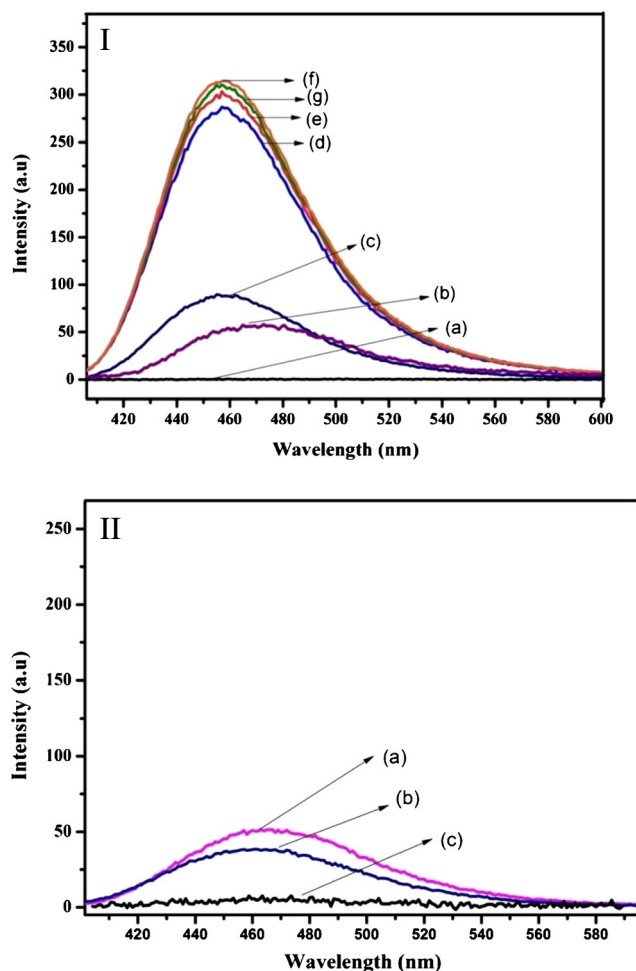 I
350
300
250
200
150
100
50
0
Intensity (a.u)
(f)
(g)
(e)
(d)
(c)
(b)
(a)
420 440 460 480 500 520 540 560 580 600
Wavelength (nm)
II
250
200
150
100
50
0
Intensity (a.u)
(a)
(b)
(c)
420 440 460 480 500 520 540 560 580
Wavelength (nm)